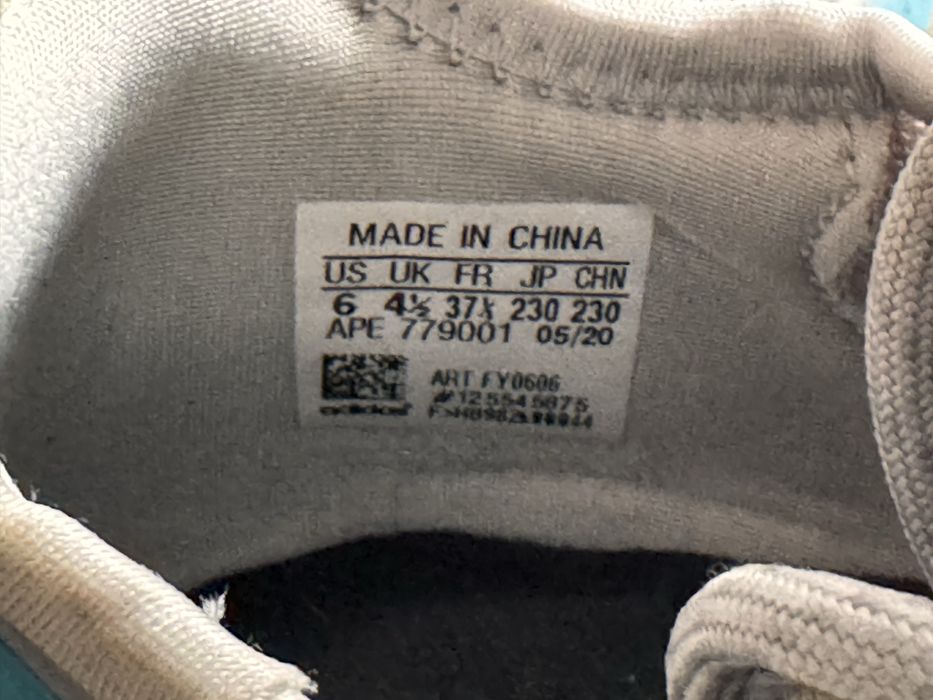 MADE IN CHINA
US UK FR JP CHN
6 4½ 37⅓ 230 230
APE 779001 05/20
ART FY0606
adidas